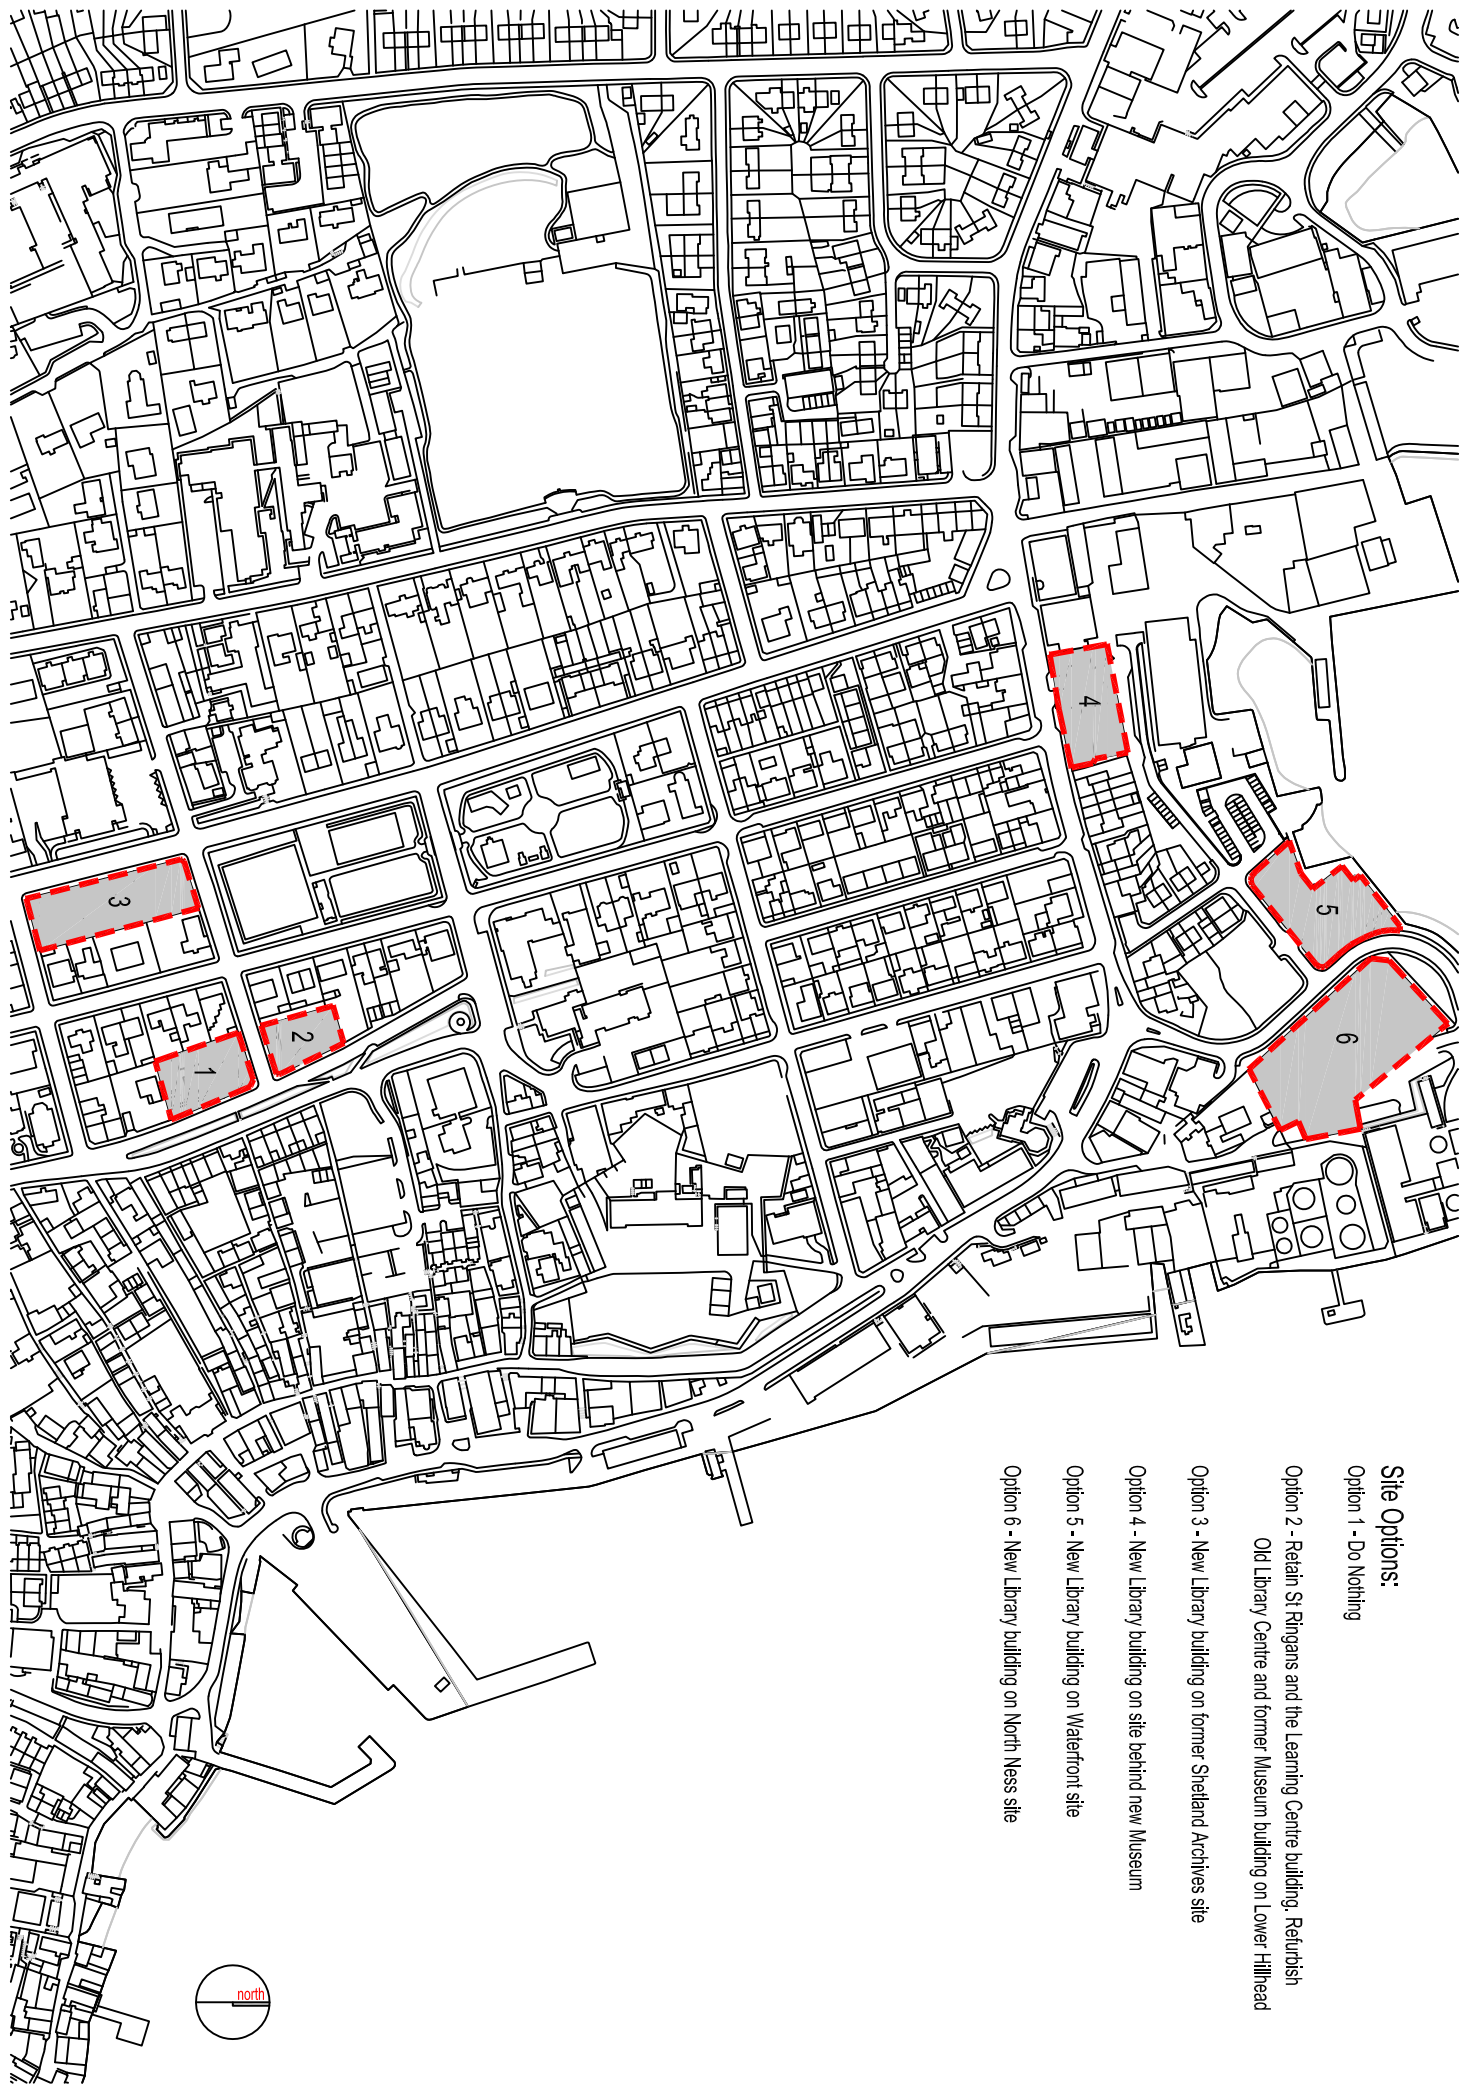 Site Options:
Option 1 - Do Nothing
Option 2 - Retain St Ringans and the Learning Centre building. Refurbish
Old Library Centre and former Museum building on Lower Hillhead
Option 3 - New Library building on former Shetland Archives site
Option 4 - New Library building on site behind new Museum
Option 5 - New Library building on Waterfront site
Option 6 - New Library building on North Ness site
6
5
4
3
2
1
north